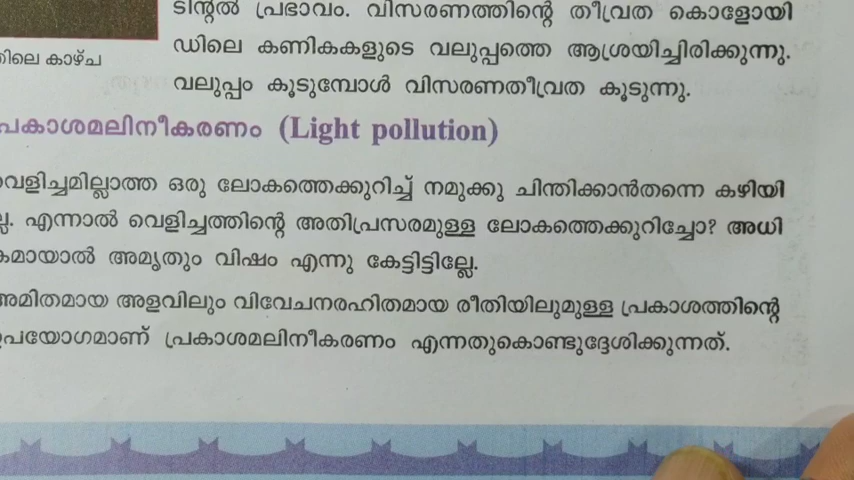 ടിന്റൽ പ്രഭാവം. വിസരണത്തിന്റെ തീവ്രത കൊളോയി
ഡിലെ കണികകളുടെ വലുപ്പത്തെ ആശ്രയിച്ചിരിക്കുന്നു.
ിലെ കാഴ്ച
വലുപ്പം കൂടുമ്പോൾ വിസരണതീവ്രത കൂടുന്നു.
പ്രകാശമലിനീകരണം (Light pollution)
വെളിച്ചമില്ലാത്ത ഒരു ലോകത്തെക്കുറിച്ച് നമുക്കു ചിന്തിക്കാൻതന്നെ കഴിയി
ല്ല. എന്നാൽ വെളിച്ചത്തിന്റെ അതിപ്രസരമുള്ള ലോകത്തെക്കുറിച്ചോ? അധി
കമായാൽ അമൃതും വിഷം എന്നു കേട്ടിട്ടില്ലേ.
അമിതമായ അളവിലും വിവേചനരഹിതമായ രീതിയിലുമുള്ള പ്രകാശത്തിന്റെ
ഉപയോഗമാണ് പ്രകാശമലിനീകരണം എന്നതുകൊണ്ടുദ്ദേശിക്കുന്നത്.